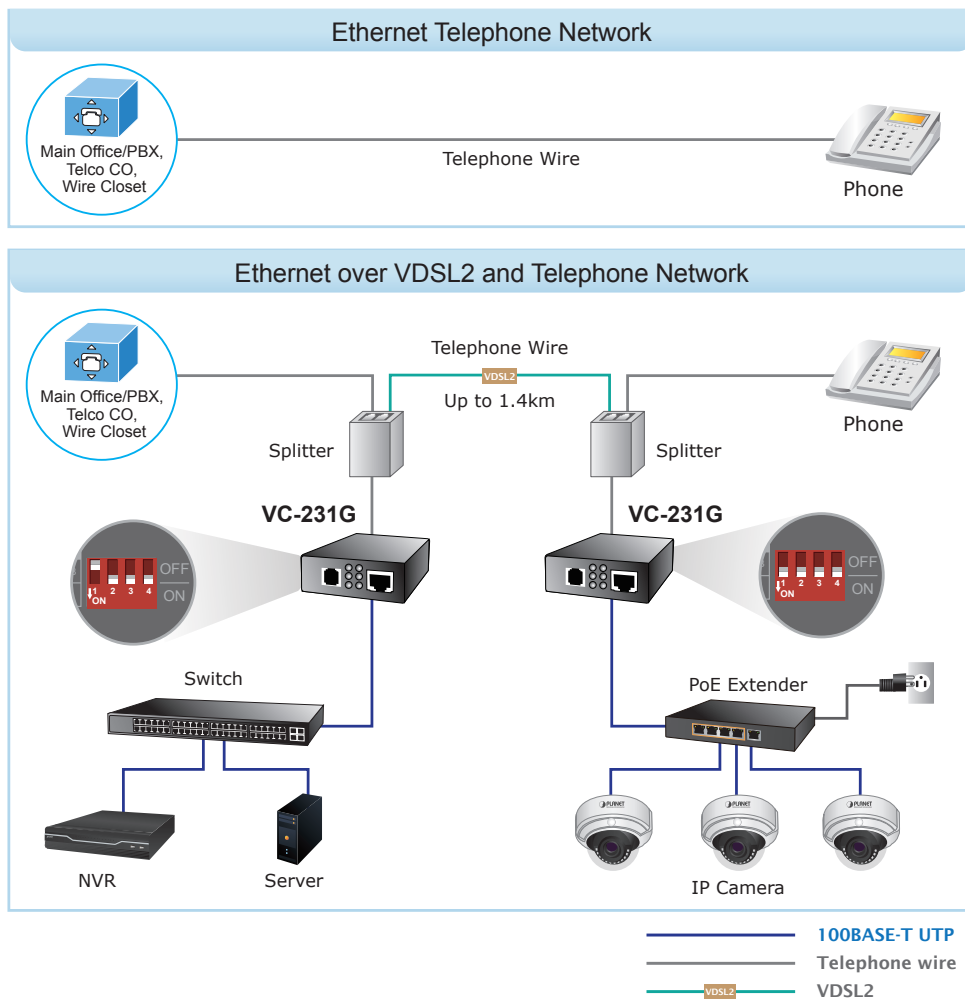 Ethernet Telephone Network
Main Office/PBX,
Telco CO,
Wire Closet
Telephone Wire
Phone
Ethernet over VDSL2 and Telephone Network
Main Office/PBX,
Telco CO,
Wire Closet
Telephone Wire
VDSL2
Up to 1.4km
Phone
Splitter
Splitter
VC-231G
VC-231G
OFF
ON
1 2 3 4
ON
OFF
ON
1 2 3 4
ON
Switch
PoE Extender
NVR
Server
PLANET
PLANET
PLANET
IP Camera
100BASE-T UTP
Telephone wire
VDSL2
VDSL2